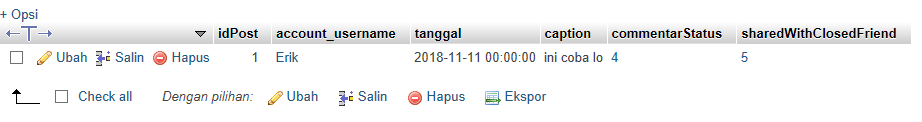 + Opsi
←T→ idPost account_username tanggal caption commentarStatus sharedWithClosedFriend
Ubah Salin Hapus 1 Erik 2018-11-11 00:00:00 ini coba lo 4 5
Check all Dengan pilihan: Ubah Salin Hapus Ekspor